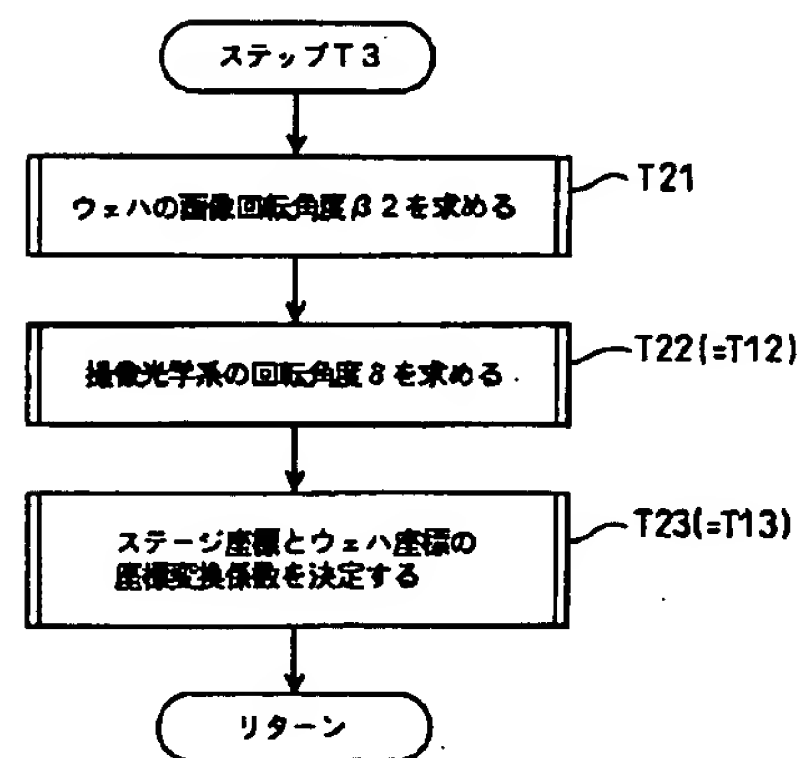 ステップT3
ウェハの画像回転角度β2を求める
T21
撮像光学系の回転角度δを求める
T22(=T12)
ステージ座標とウェハ座標の
座標変換係数を決定する
T23(=T13)
リターン